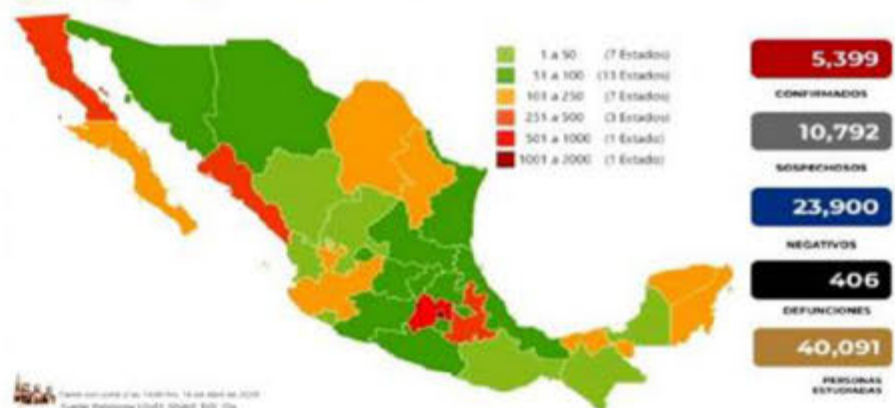 1 a 50 (7 Estados)
51 a 100 (13 Estados)
101 a 250 (7 Estados)
251 a 500 (3 Estados)
501 a 1000 (1 Estado)
1001 a 2000 (1 Estado)
5,399
CONFIRMADOS
10,792
SOSPECHOSOS
23,900
NEGATIVOS
406
DEFUNCIONES
40,091
PERSONAS
ESTUDIADAS